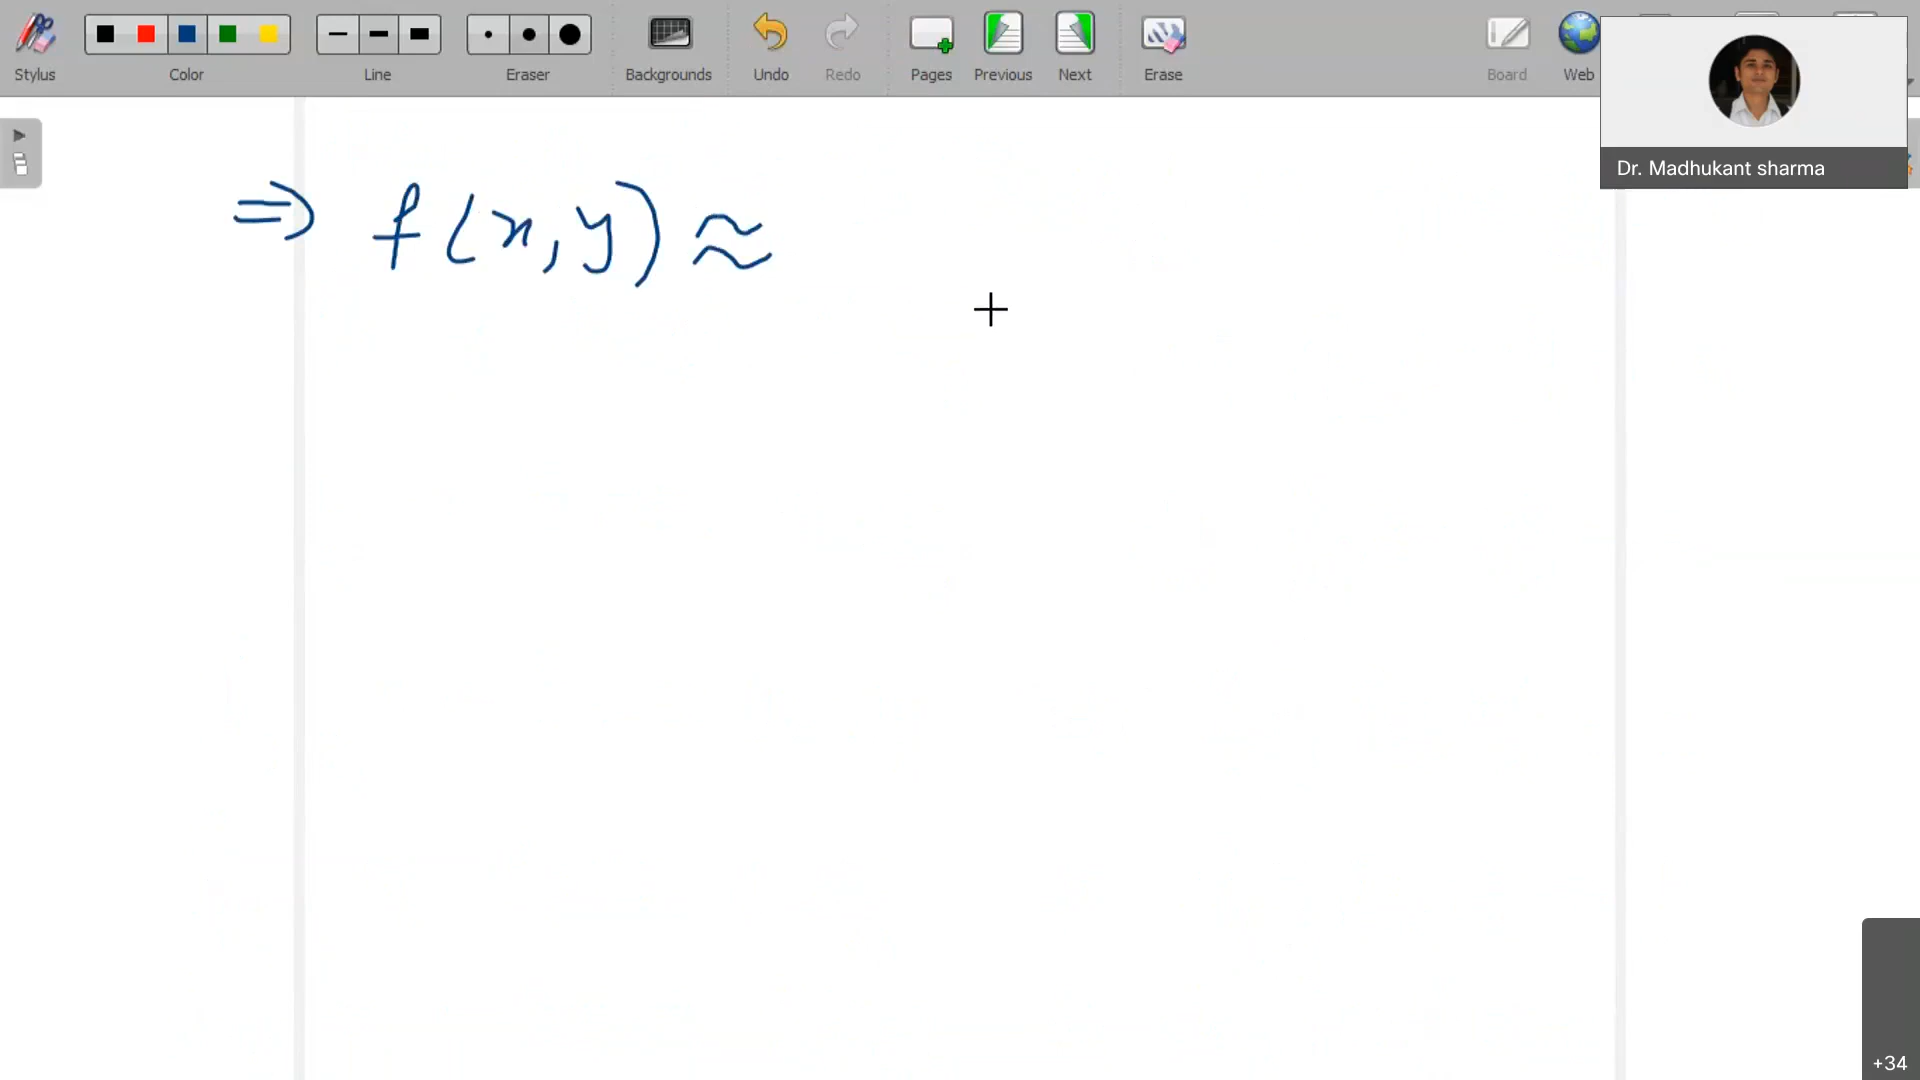 Stylus Color Line Eraser Backgrounds Undo Redo Pages Previous Next Erase Board Web
Dr. Madhukant sharma
⇒ f(x,y) ≈
+34